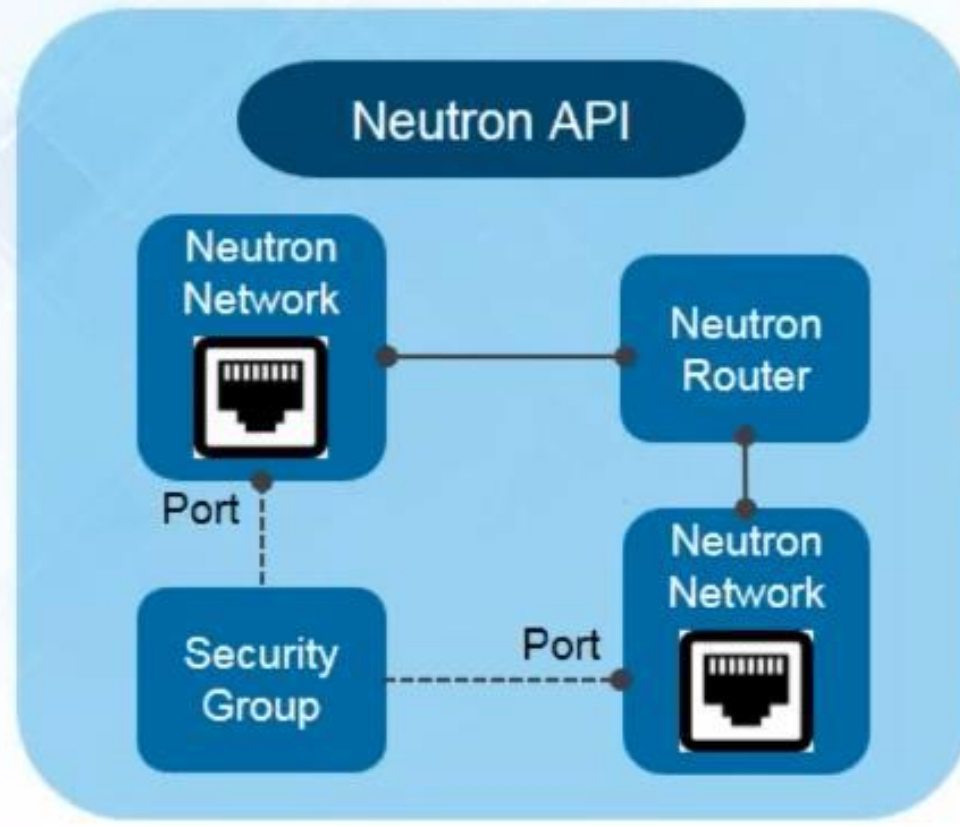 Neutron API
Neutron
Network
Neutron
Router
Port
Neutron
Network
Security
Group
Port